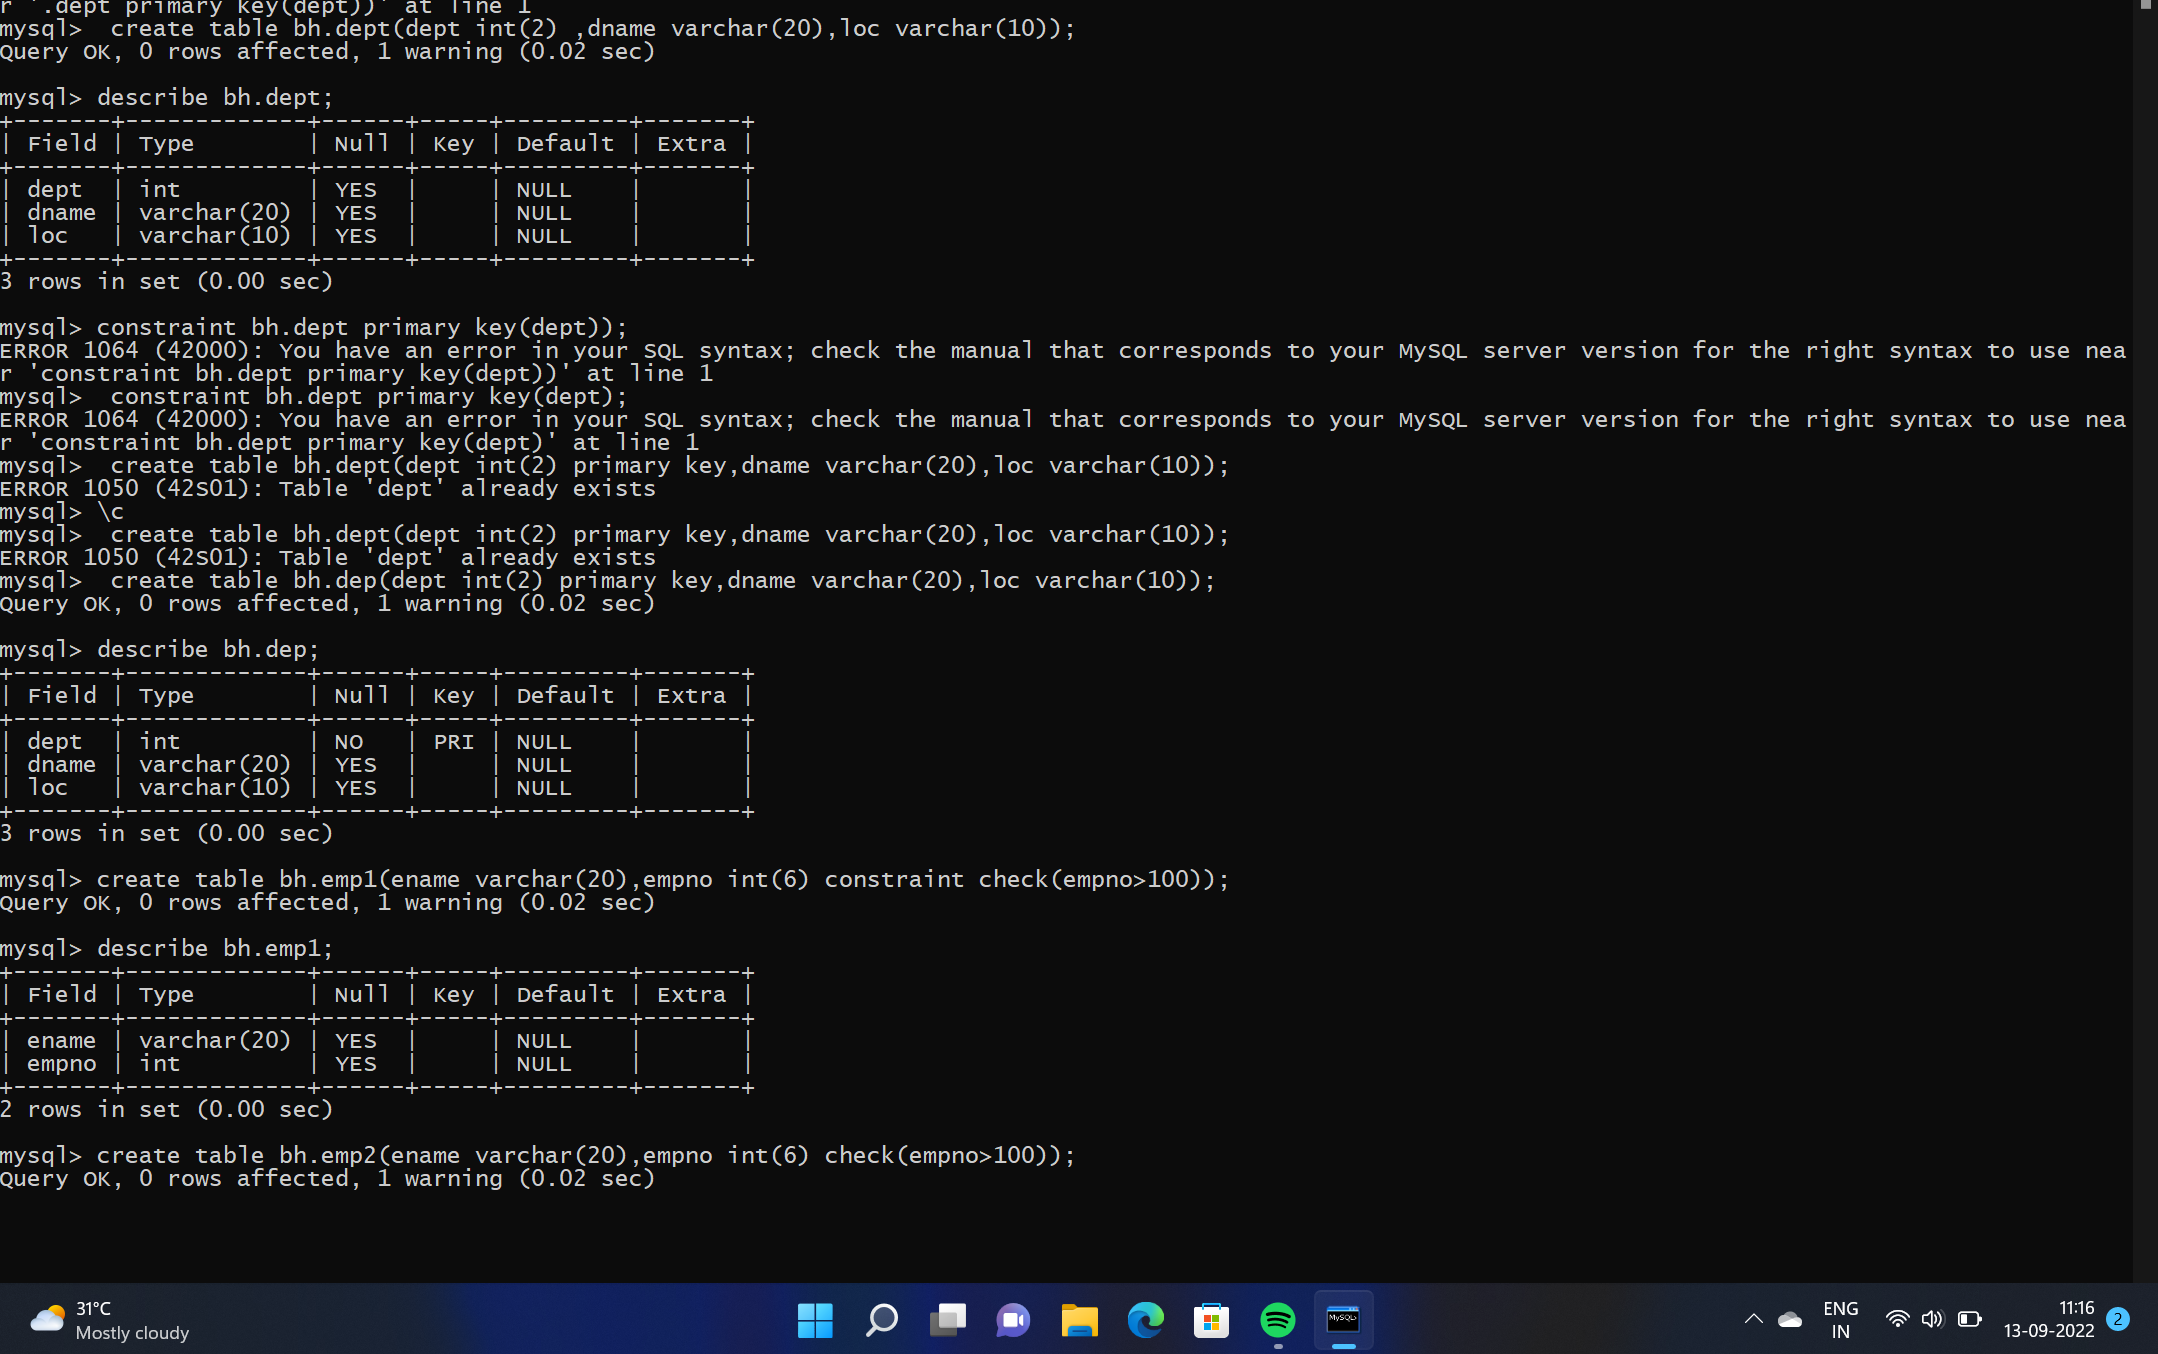 r '.dept primary key(dept))' at line 1
mysql>  create table bh.dept(dept int(2) ,dname varchar(20),loc varchar(10));
Query OK, 0 rows affected, 1 warning (0.02 sec)

mysql> describe bh.dept;
+-------+-------------+------+-----+---------+-------+
| Field | Type        | Null | Key | Default | Extra |
+-------+-------------+------+-----+---------+-------+
| dept  | int         | YES  |     | NULL    |       |
| dname | varchar(20) | YES  |     | NULL    |       |
| loc   | varchar(10) | YES  |     | NULL    |       |
+-------+-------------+------+-----+---------+-------+
3 rows in set (0.00 sec)

mysql> constraint bh.dept primary key(dept));
ERROR 1064 (42000): You have an error in your SQL syntax; check the manual that corresponds to your MySQL server version for the right syntax to use nea
r 'constraint bh.dept primary key(dept))' at line 1
mysql>  constraint bh.dept primary key(dept);
ERROR 1064 (42000): You have an error in your SQL syntax; check the manual that corresponds to your MySQL server version for the right syntax to use nea
r 'constraint bh.dept primary key(dept)' at line 1
mysql>  create table bh.dept(dept int(2) primary key,dname varchar(20),loc varchar(10));
ERROR 1050 (42S01): Table 'dept' already exists
mysql> \c
mysql>  create table bh.dept(dept int(2) primary key,dname varchar(20),loc varchar(10));
ERROR 1050 (42S01): Table 'dept' already exists
mysql>  create table bh.dep(dept int(2) primary key,dname varchar(20),loc varchar(10));
Query OK, 0 rows affected, 1 warning (0.02 sec)

mysql> describe bh.dep;
+-------+-------------+------+-----+---------+-------+
| Field | Type        | Null | Key | Default | Extra |
+-------+-------------+------+-----+---------+-------+
| dept  | int         | NO   | PRI | NULL    |       |
| dname | varchar(20) | YES  |     | NULL    |       |
| loc   | varchar(10) | YES  |     | NULL    |       |
+-------+-------------+------+-----+---------+-------+
3 rows in set (0.00 sec)

mysql> create table bh.emp1(ename varchar(20),empno int(6) constraint check(empno>100));
Query OK, 0 rows affected, 1 warning (0.02 sec)

mysql> describe bh.emp1;
+-------+-------------+------+-----+---------+-------+
| Field | Type        | Null | Key | Default | Extra |
+-------+-------------+------+-----+---------+-------+
| ename | varchar(20) | YES  |     | NULL    |       |
| empno | int         | YES  |     | NULL    |       |
+-------+-------------+------+-----+---------+-------+
2 rows in set (0.00 sec)

mysql> create table bh.emp2(ename varchar(20),empno int(6) check(empno>100));
Query OK, 0 rows affected, 1 warning (0.02 sec)

31°C
Mostly cloudy
MySQL>
ENG
IN
11:16
13-09-2022
2